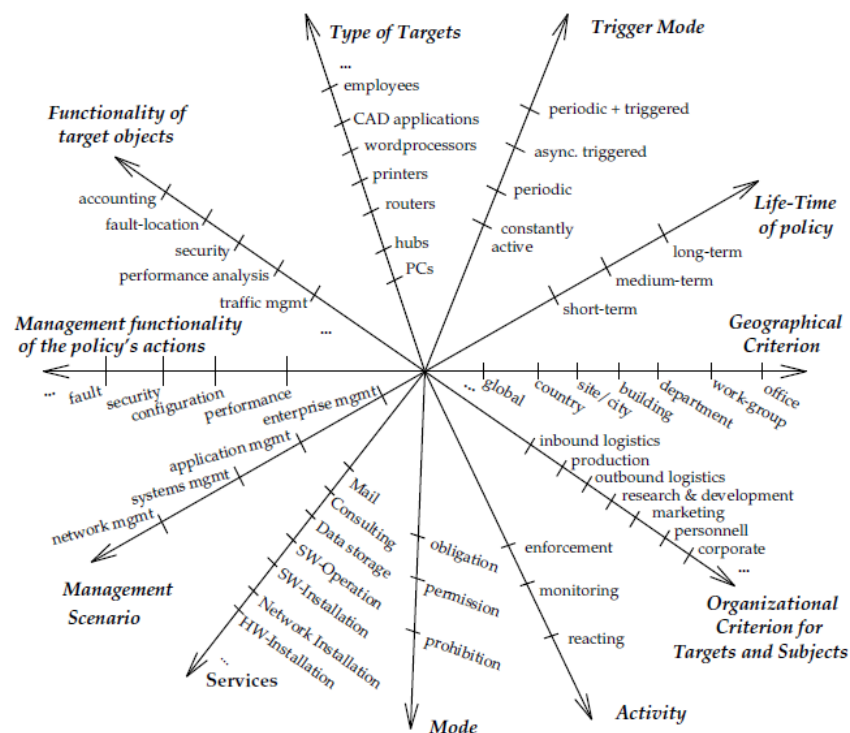 Type of Targets
...
employees
CAD applications
wordprocessors
printers
routers
hubs
PCs
Trigger Mode
periodic + triggered
async. triggered
periodic
constantly
active
Life-Time
of policy
long-term
medium-term
short-term
Geographical
Criterion
...
global
country
site/city
building
department
work-group
office
Organizational
Criterion for
Targets and Subjects
inbound logistics
production
outbound logistics
research & development
marketing
personnell
corporate
...
Activity
enforcement
monitoring
reacting
Mode
obligation
permission
prohibition
Services
Mail
Consulting
Data storage
SW-Operation
SW-Installation
Network Installation
HW-Installation
...
Management
Scenario
enterprise mgmt
application mgmt
systems mgmt
network mgmt
Management functionality
of the policy's actions
...
fault
security
configuration
performance
Functionality of
target objects
accounting
fault-location
security
performance analysis
traffic mgmt
...